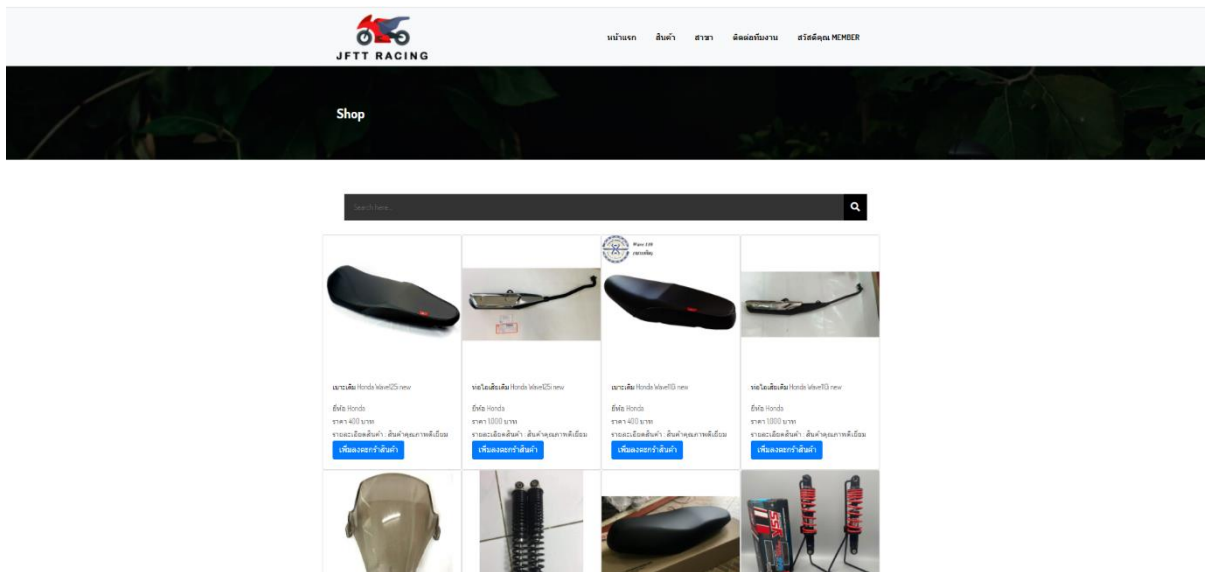 JFTT RACING
หน้าแรก สินค้า สาขา ติดต่อทีมงาน สวัสดีคุณ MEMBER
Shop
Search here...
เบาะเดิม Honda Wave125i new
ยี่ห้อ Honda
ราคา 400 บาท
รายละเอียดสินค้า : สินค้าคุณภาพดีเยี่ยม
เพิ่มลงตะกร้าสินค้า
ท่อไอเสียเดิม Honda Wave125i new
ยี่ห้อ Honda
ราคา 1,000 บาท
รายละเอียดสินค้า : สินค้าคุณภาพดีเยี่ยม
เพิ่มลงตะกร้าสินค้า
เบาะเดิม Honda Wave110i new
ยี่ห้อ Honda
ราคา 400 บาท
รายละเอียดสินค้า : สินค้าคุณภาพดีเยี่ยม
เพิ่มลงตะกร้าสินค้า
ท่อไอเสียเดิม Honda Wave110i new
ยี่ห้อ Honda
ราคา 1,000 บาท
รายละเอียดสินค้า : สินค้าคุณภาพดีเยี่ยม
เพิ่มลงตะกร้าสินค้า
SSK